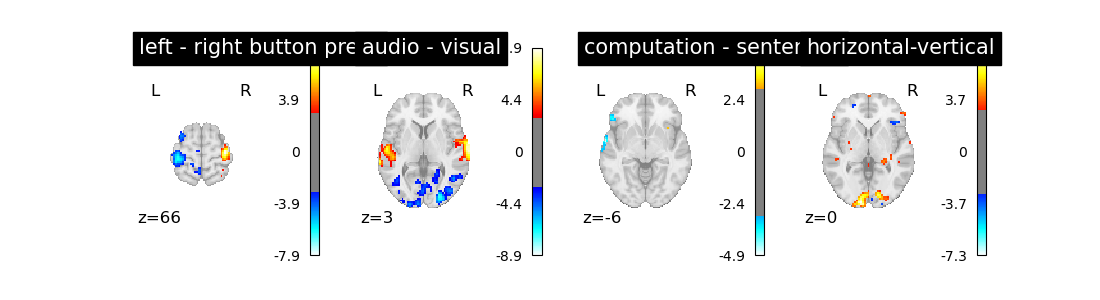 left - right button pre
audio - visual
computation - senten
horizontal-vertical
L R
3.9
0
-3.9
-7.9
z=66
L R
.9
4.4
0
-4.4
-8.9
z=3
L R
2.4
0
-2.4
-4.9
z=-6
L R
3.7
0
-3.7
-7.3
z=0